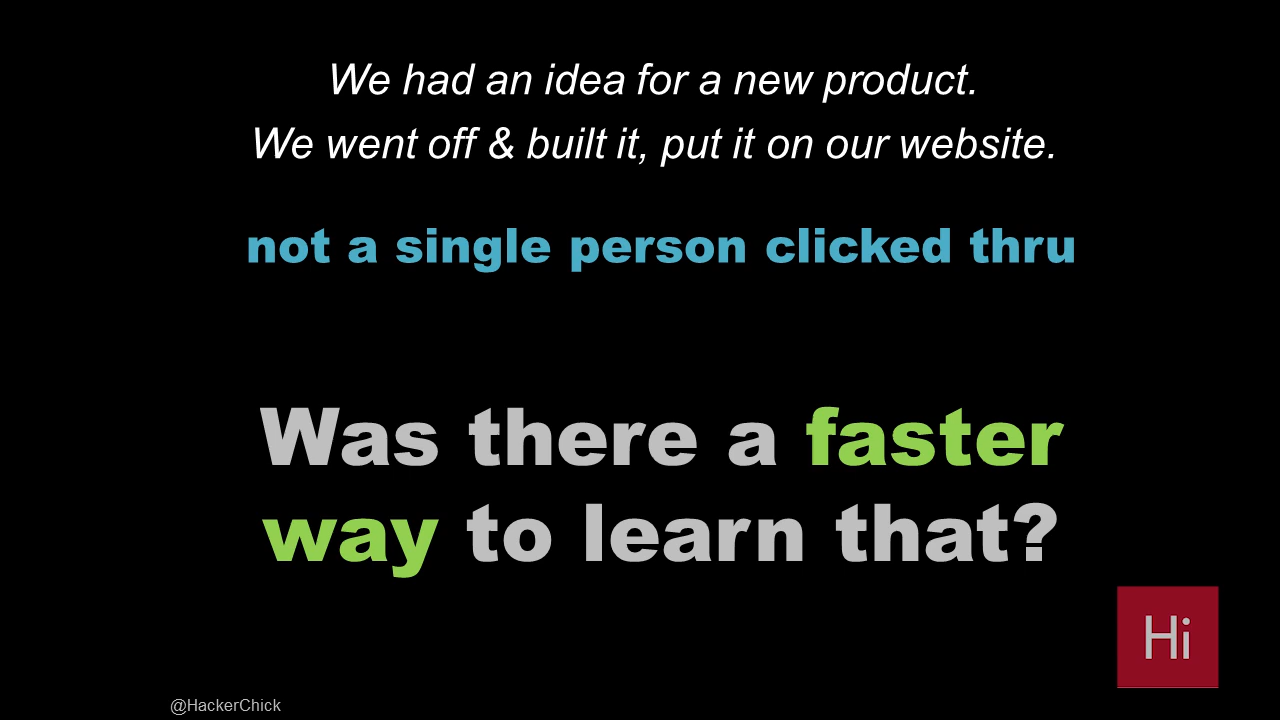 We had an idea for a new product.
We went off & built it, put it on our website.
not a single person clicked thru
Was there a faster
way to learn that?
Hi
@HackerChick